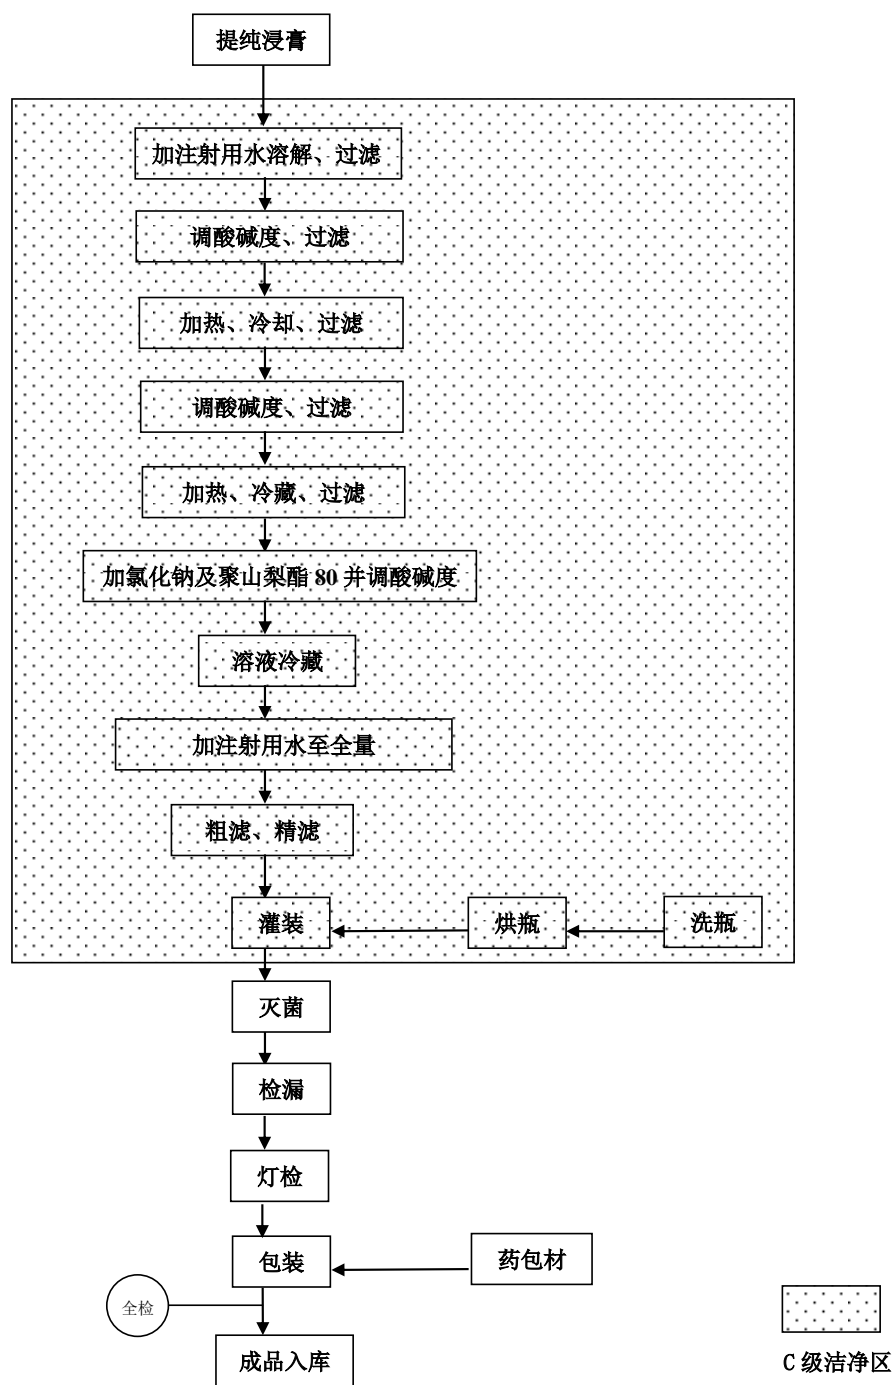 提纯浸膏
加注射用水溶解、过滤
调酸碱度、过滤
加热、冷却、过滤
调酸碱度、过滤
加热、冷藏、过滤
加氯化钠及聚山梨酯 80 并调酸碱度
溶液冷藏
加注射用水至全量
粗滤、精滤
灌装
烘瓶
洗瓶
灭菌
检漏
灯检
包装
药包材
全检
成品入库
C 级洁净区